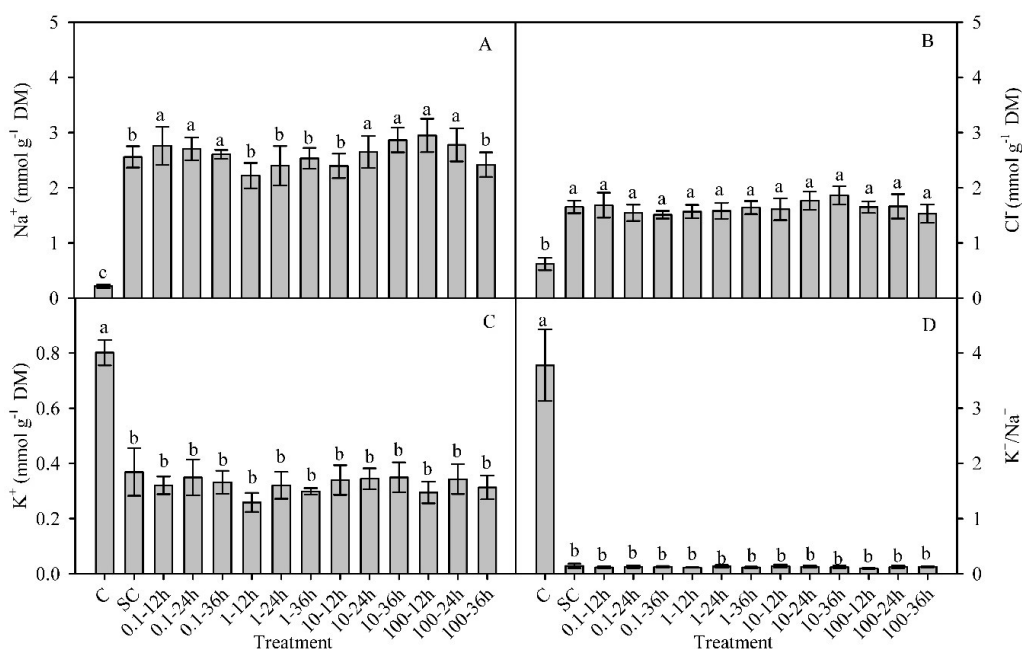 5
4
3
2
1
0
Na⁺ (mmol g⁻¹ DM)
A
c b a a a b b b b a a a a b
B
b a a a a a a a a a a a a a
5
4
3
2
1
0
Cl⁻ (mmol g⁻¹ DM)
0.8
0.6
0.4
0.2
0.0
K⁺ (mmol g⁻¹ DM)
C
a b b b b b b b b b b b b b
D
a b b b b b b b b b b b b b
4
3
2
1
0
K⁻/Na⁻
C SC 0.1-12h 0.1-24h 0.1-36h 1-12h 1-24h 1-36h 10-12h 10-24h 10-36h 100-12h 100-24h 100-36h
C SC 0.1-12h 0.1-24h 0.1-36h 1-12h 1-24h 1-36h 10-12h 10-24h 10-36h 100-12h 100-24h 100-36h
Treatment
Treatment